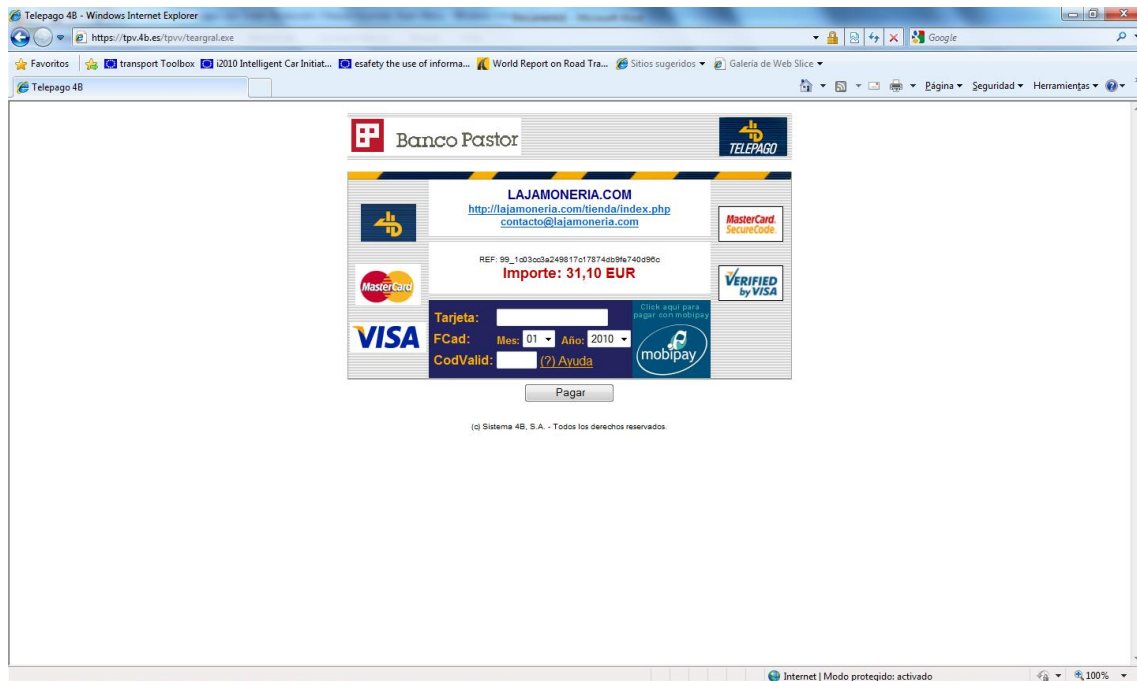 Telepago 4B - Windows Internet Explorer
https://tpv.4b.es/tpvv/teargral.exe
Google
Favoritos transport Toolbox i2010 Intelligent Car Initiat... esafety the use of informa... World Report on Road Tra... Sitios sugeridos Galería de Web Slice
Telepago 4B
Página Seguridad Herramientas
Banco Pastor
4B
TELEPAGO
LAJAMONERIA.COM
http://lajamoneria.com/tienda/index.php
contacto@lajamoneria.com
4B
MasterCard.
SecureCode.
REF: 99_1c03cc3a249817c17874db9fe740d96c
Importe: 31,10 EUR
MasterCard
VERIFIED
by VISA
Click aqui para
pagar con mobipay
Tarjeta:
VISA
FCad: Mes: 01 Año: 2010
mobipay
CodValid: (?) Ayuda
Pagar
(c) Sistema 4B, S.A. - Todos los derechos reservados.
Internet | Modo protegido: activado
100%